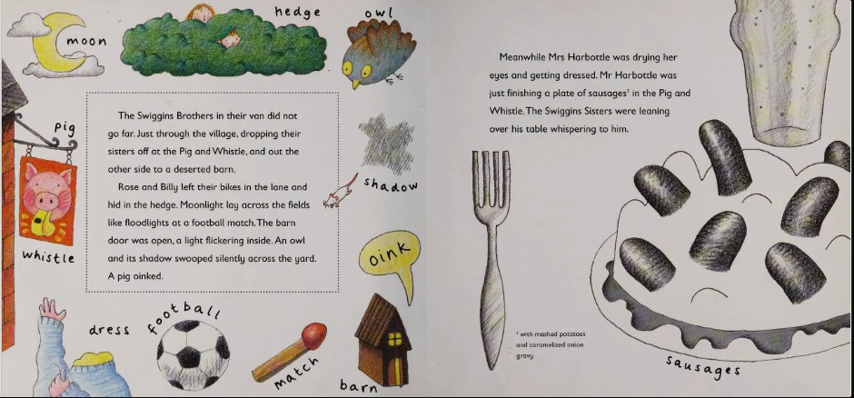 moon
hedge
owl
pig
whistle
The Swiggins Brothers in their van did not
go far. Just through the village, dropping their
sisters off at the Pig and Whistle, and out the
other side to a deserted barn.
Rose and Billy left their bikes in the lane and
hid in the hedge. Moonlight lay across the fields
like floodlights at a football match. The barn
door was open, a light flickering inside. An owl
and its shadow swooped silently across the yard.
A pig oinked.
shadow
oink
dress
football
match
barn
Meanwhile Mrs Harbottle was drying her
eyes and getting dressed. Mr Harbottle was
just finishing a plate of sausages¹ in the Pig and
Whistle. The Swiggins Sisters were leaning
over his table whispering to him.
¹ with mashed potatoes
and caramelized onion
gravy.
sausages